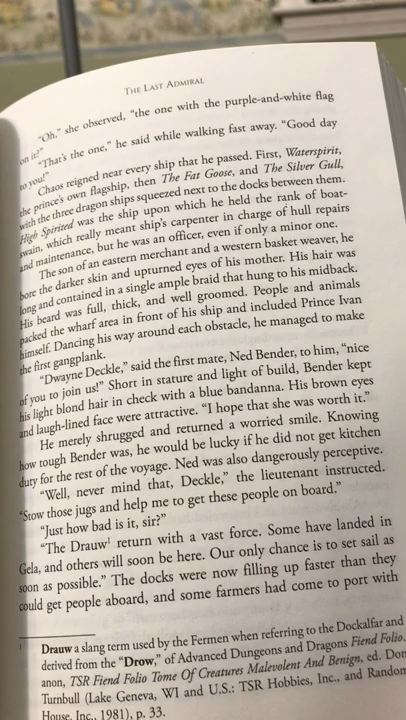 THE LAST ADMIRAL
"Oh," she observed, "the one with the purple-and-white flag
on it?"
"That's the one," he said while walking fast away. "Good day
to you!"
Chaos reigned near every ship that he passed. First, Waterspirit,
the prince's own flagship, then The Fat Goose, and The Silver Gull,
with the three dragon ships squeezed next to the docks between them.
High Spirited was the ship upon which he held the rank of boat-
swain, which really meant ship's carpenter in charge of hull repairs
and maintenance, but he was an officer, even if only a minor one.
The son of an eastern merchant and a western basket weaver, he
bore the darker skin and upturned eyes of his mother. His hair was
long and contained in a single ample braid that hung to his midback.
His beard was full, thick, and well groomed. People and animals
packed the wharf area in front of his ship and included Prince Ivan
himself. Dancing his way around each obstacle, he managed to make
the first gangplank.
"Dwayne Deckle," said the first mate, Ned Bender, to him, "nice
of you to join us!" Short in stature and light of build, Bender kept
his light blond hair in check with a blue bandanna. His brown eyes
and laugh-lined face were attractive. "I hope that she was worth it."
He merely shrugged and returned a worried smile. Knowing
how tough Bender was, he would be lucky if he did not get kitchen
duty for the rest of the voyage. Ned was also dangerously perceptive.
"Well, never mind that, Deckle," the lieutenant instructed.
"Stow those jugs and help me to get these people on board."
"Just how bad is it, sir?"
"The Drauw¹ return with a vast force. Some have landed in
Gela, and others will soon be here. Our only chance is to set sail as
soon as possible." The docks were now filling up faster than they
could get people aboard, and some farmers had come to port with
1 Drauw a slang term used by the Fermen when referring to the Dockalfar and
derived from the "Drow," of Advanced Dungeons and Dragons Fiend Folio.
anon, TSR Fiend Folio Tome Of Creatures Malevolent And Benign, ed. Don
Turnbull (Lake Geneva, WI and U.S.: TSR Hobbies, Inc., and Random
House, Inc., 1981), p. 33.